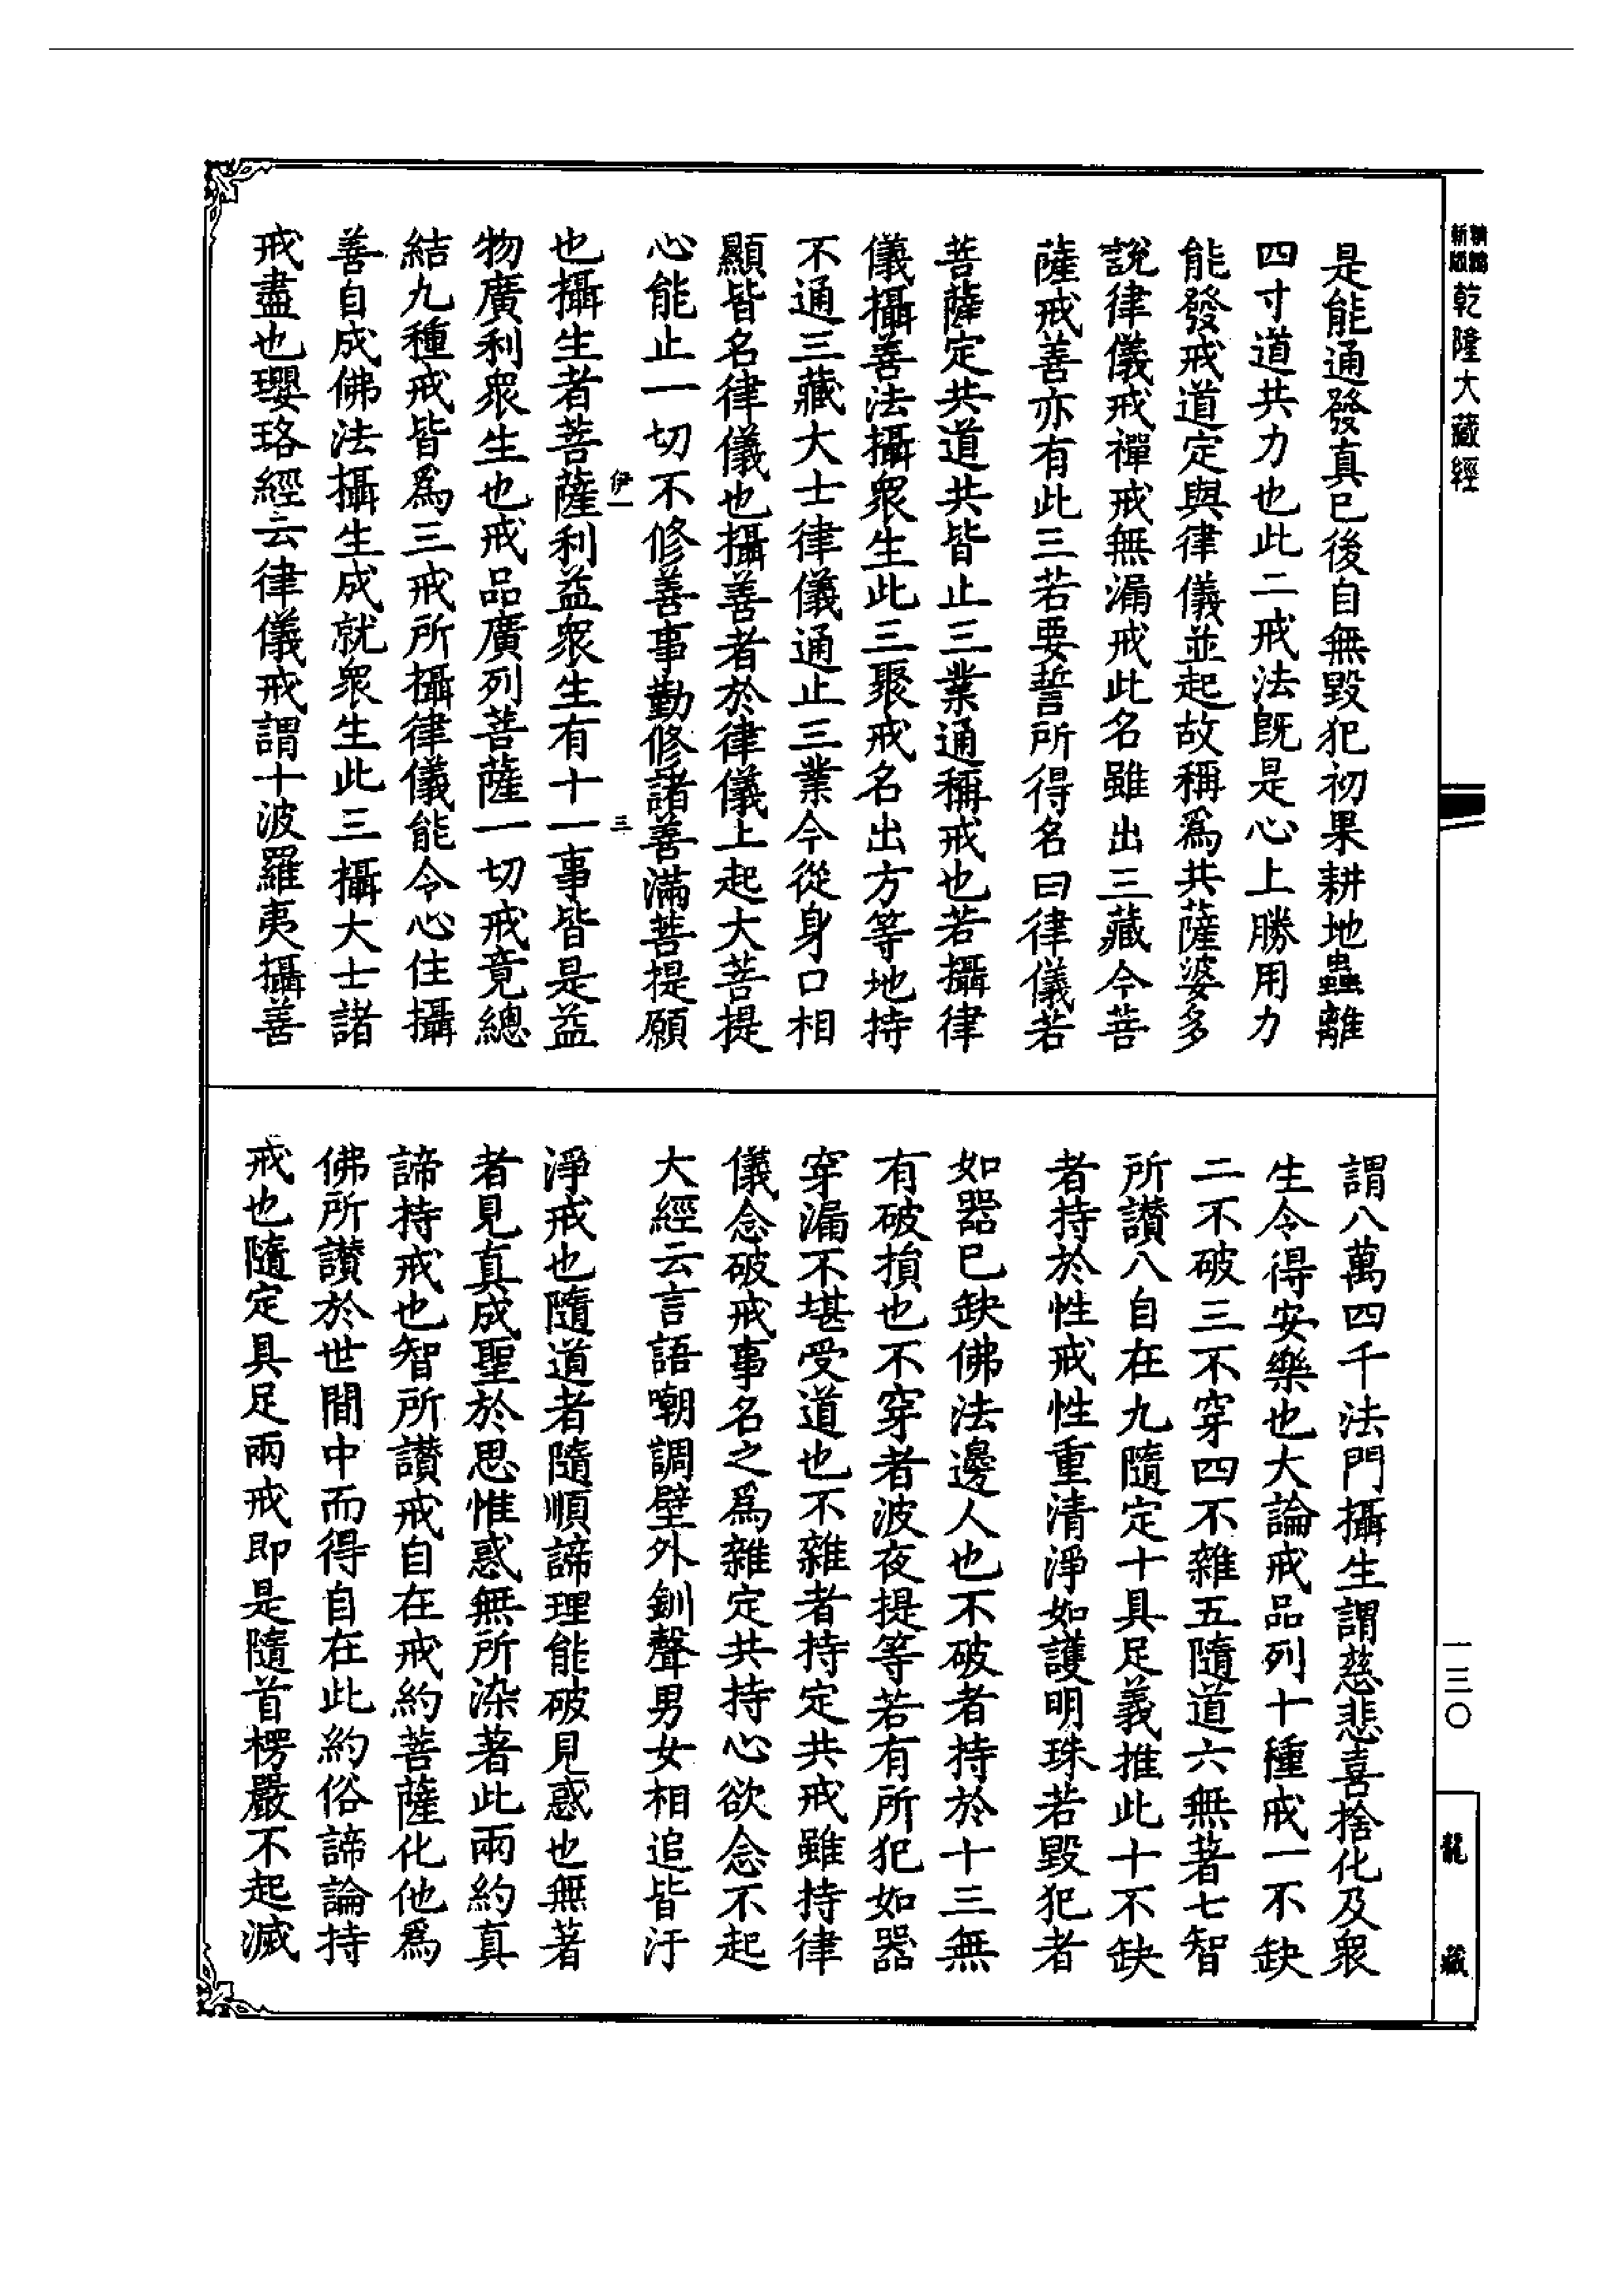 新版
乾隆大藏經
是能通發真已後自無毀犯初果耕地蟲離
四寸道共力也此二戒法既是心上勝用力
能發戒道定與律儀並起故稱為共薩婆多
說律儀戒禪戒無漏戒此名雖出三藏今菩
薩戒善亦有此三若要誓所得名曰律儀若
菩薩定共道共皆止三業通稱戒也若攝律
儀攝善法攝眾生此三聚戒名出方等地持
不通三藏大士律儀通止三業今從身口相
顯皆名律儀也攝善者於律儀上起大菩提
心能止一切不修善事勤修諸善滿菩提願
伊一 三
也攝生者菩薩利益眾生有十一事皆是益
物廣利眾生也戒品廣列菩薩一切戒竟總
結九種戒皆爲三戒所攝律儀能令心住攝
善自成佛法攝生成就眾生此三攝大士諸
戒盡也瓔珞經云律儀戒謂十波羅夷攝善
謂八萬四千法門攝生謂慈悲喜捨化及眾
生令得安樂也大論戒品列十種戒一不缺
二不破三不穿四不雜五隨道六無著七智
所讚八自在九隨定十具足義推此十不缺
者持於性戒性重清淨如護明珠若毀犯者
如器已缺佛法邊人也不破者持於十三無
有破損也不穿者波夜提等若有所犯如器
穿漏不堪受道也不雜者持定共戒雖持律
儀念破戒事名之爲雜定共持心欲念不起
大經云言語嘲調壁外釧聲男女相追皆汙
淨戒也隨道者隨順諦理能破見惑也無著
者見真成聖於思惟惑無所染著此兩約真
諦持戒也智所讚戒自在戒約菩薩化他爲
佛所讚於世間中而得自在此約俗諦論持
戒也隨定具足兩戒即是隨首楞嚴不起滅
一三〇
龍藏